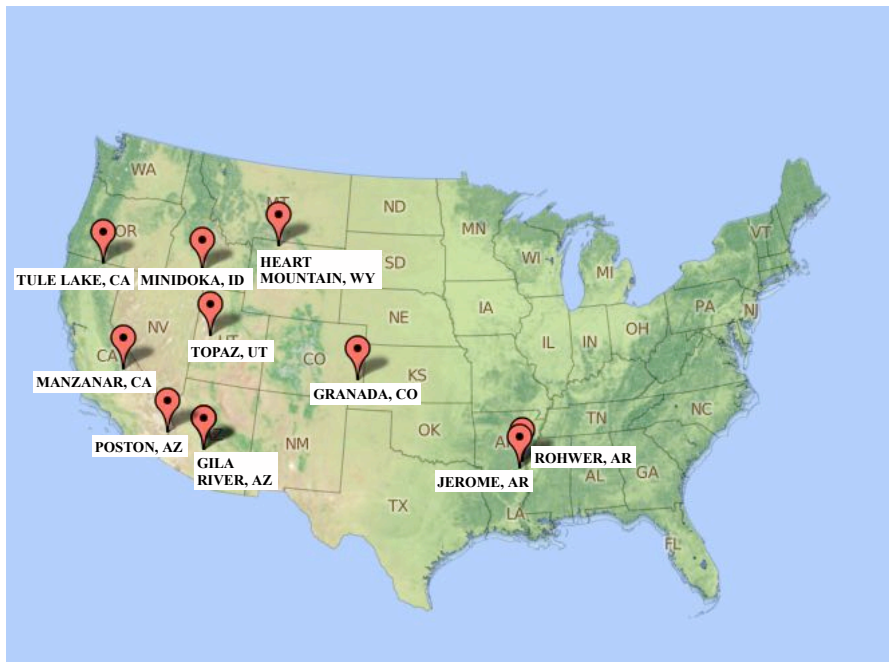 WA
MT
ND
MN
VT
OR
WI
MI
SD
HEART
MOUNTAIN, WY
TULE LAKE, CA
MINIDOKA, ID
IA
PA
NJ
NE
NV
UT
OH
IL
IN
TOPAZ, UT
CA
CO
KS
MANZANAR, CA
GRANADA, CO
NC
TN
OK
AR
AZ
NM
POSTON, AZ
ROHWER, AR
GILA
RIVER, AZ
JEROME, AR
AL
GA
TX
LA
FL